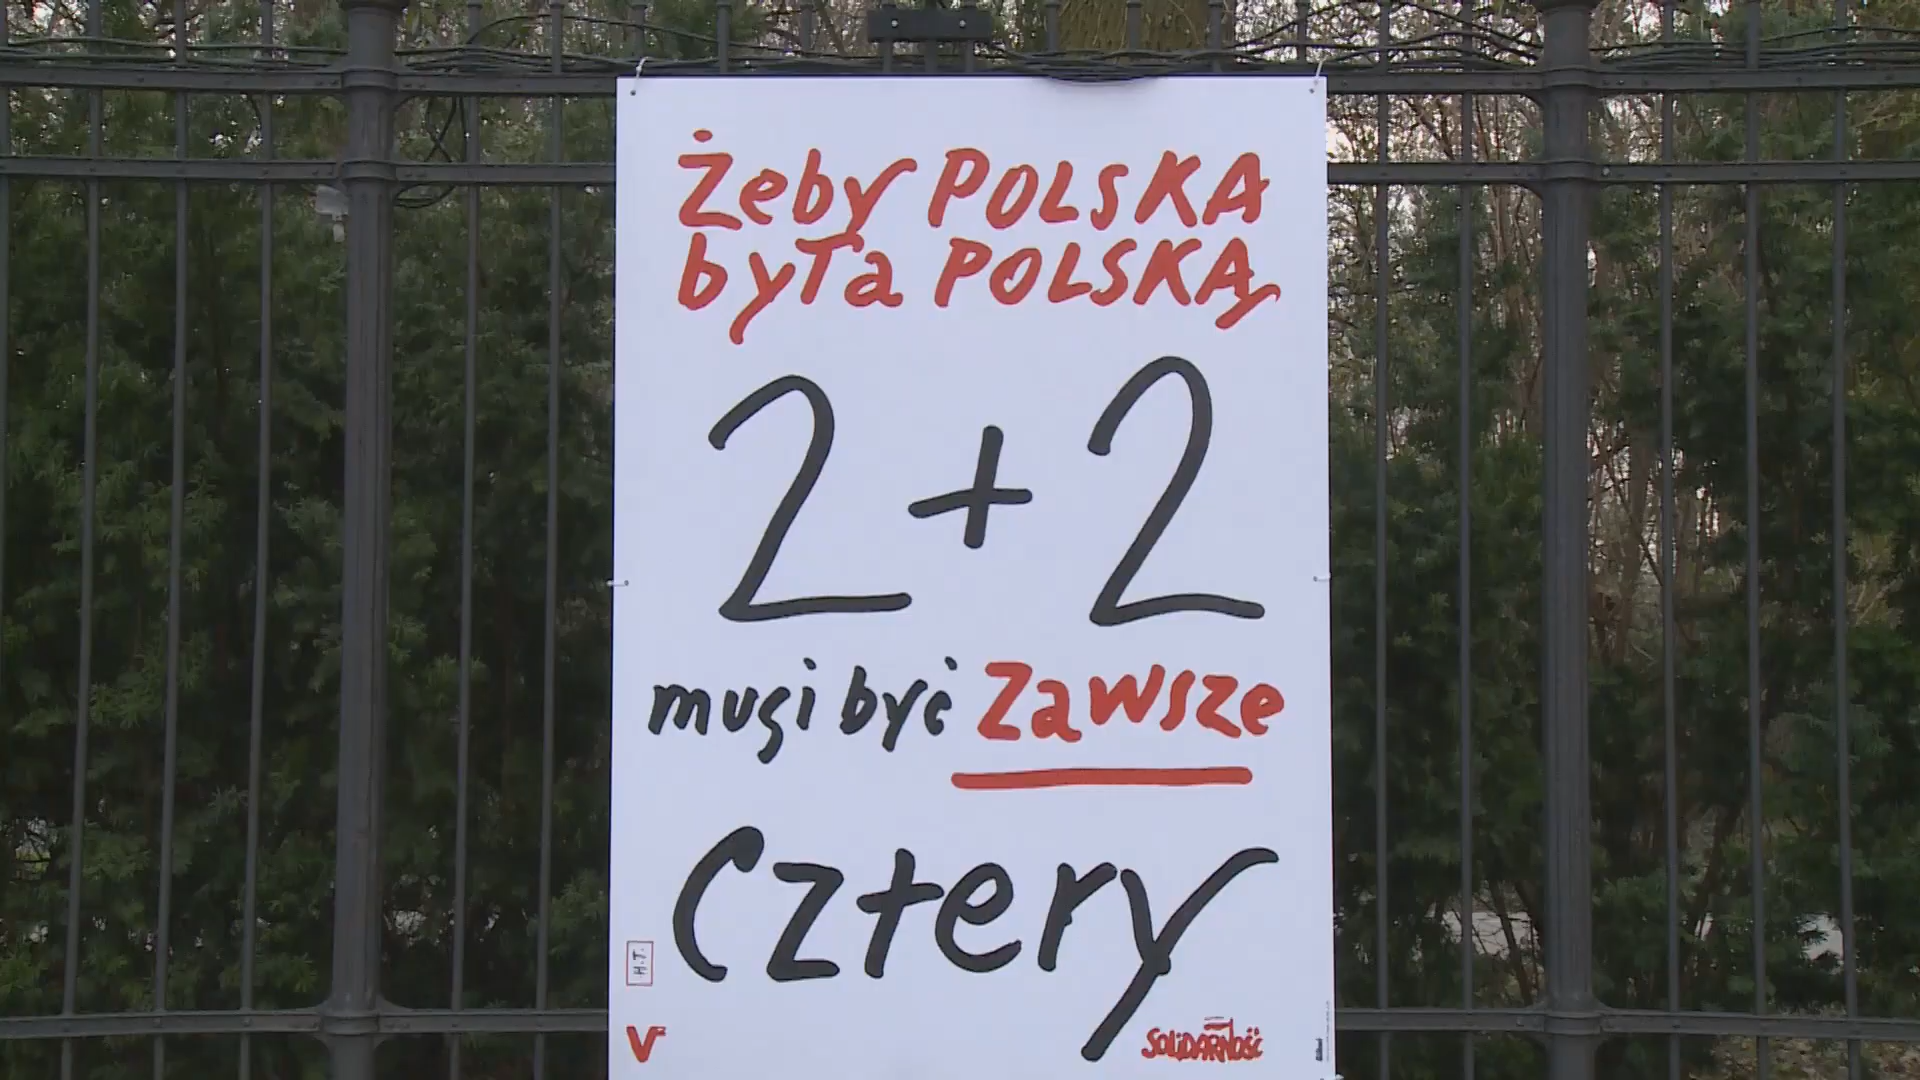 Żeby POLSKA
była POLSKĄ
2+2
musi być zawsze
cztery
H.T.
V
SOLIDARNOŚĆ